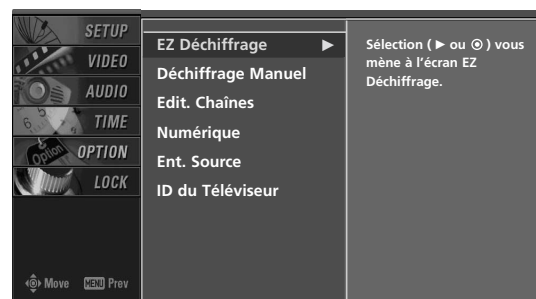 SETUP
VIDEO
AUDIO
TIME
OPTION
LOCK
Move MENU Prev
EZ Déchiffrage ►
Déchiffrage Manuel
Edit. Chaînes
Numérique
Ent. Source
ID du Téléviseur
Sélection ( ► ou ⊙ ) vous
mène à l'écran EZ
Déchiffrage.